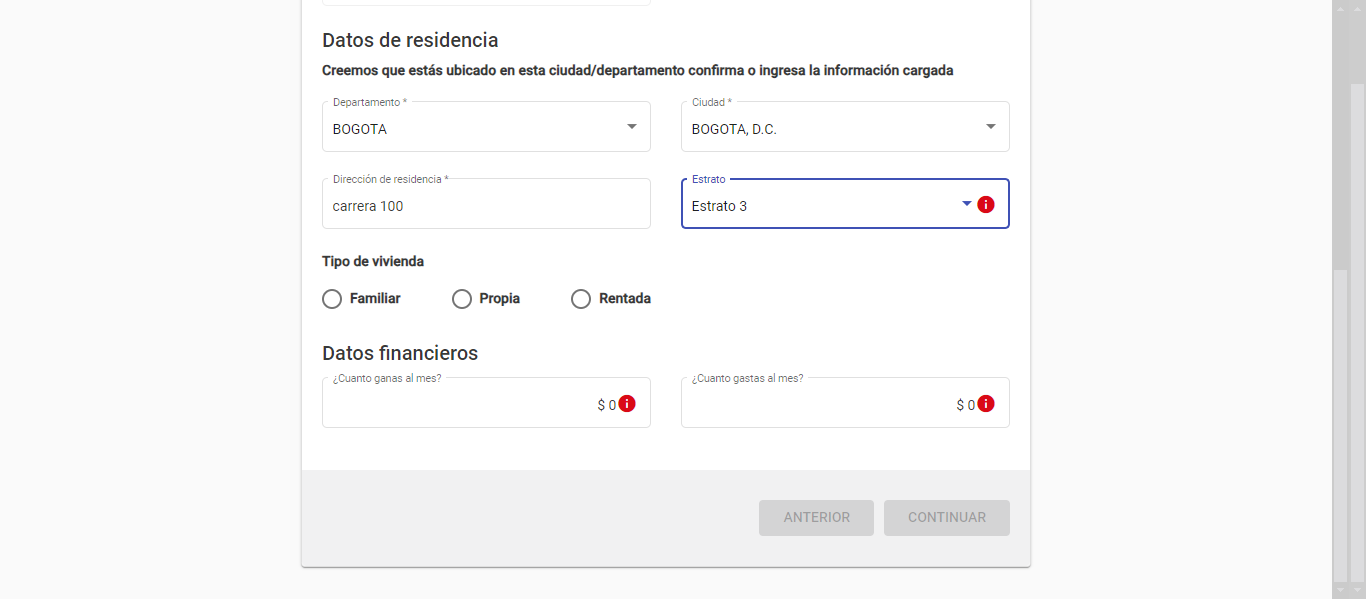 Datos de residencia
Creemos que estás ubicado en esta ciudad/departamento confirma o ingresa la información cargada
Departamento * Ciudad *
BOGOTA BOGOTA, D.C.
Dirección de residencia * Estrato
carrera 100 Estrato 3
Tipo de vivienda
Familiar Propia Rentada
Datos financieros
¿Cuanto ganas al mes? ¿Cuanto gastas al mes?
$ 0 $ 0
ANTERIOR CONTINUAR